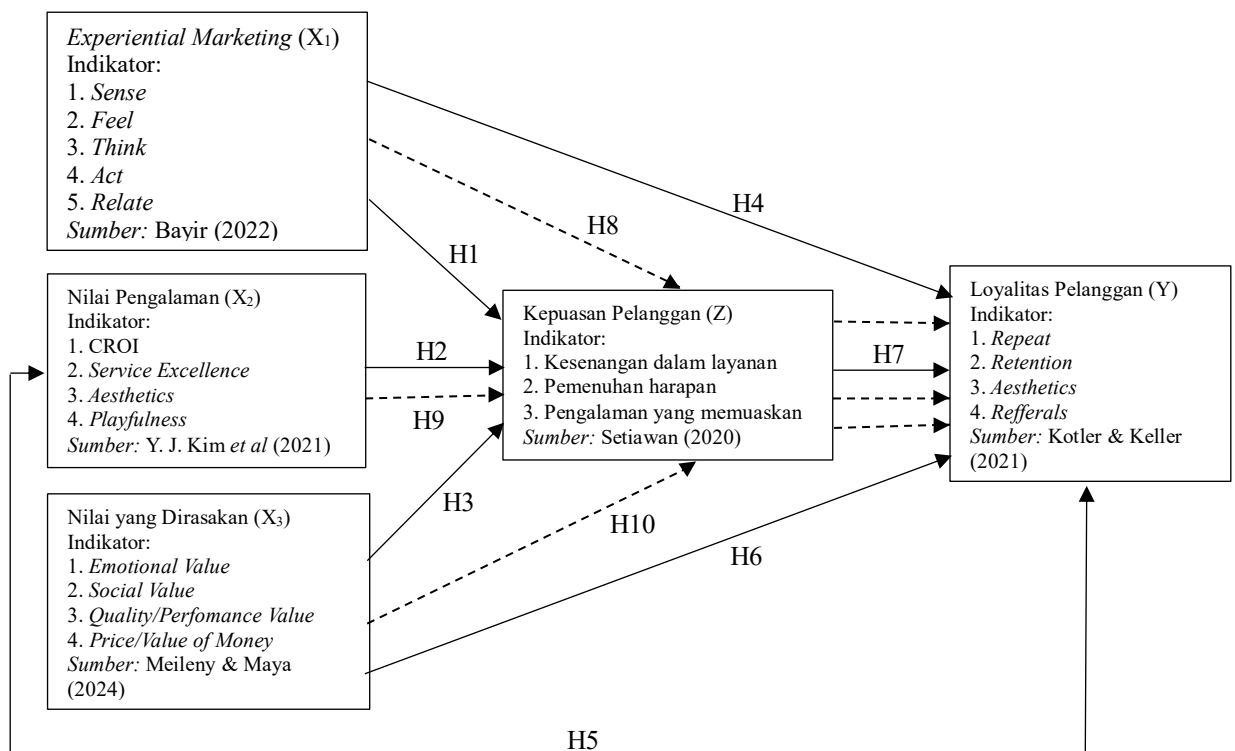 Experiential Marketing (X₁)
Indikator:
1. Sense
2. Feel
3. Think
4. Act
5. Relate
Sumber: Bayir (2022)
H4
H8
H1
Nilai Pengalaman (X₂)
Indikator:
1. CROI
2. Service Excellence
3. Aesthetics
4. Playfulness
Sumber: Y. J. Kim et al (2021)
H2
H9
Kepuasan Pelanggan (Z)
Indikator:
1. Kesenangan dalam layanan
2. Pemenuhan harapan
3. Pengalaman yang memuaskan
Sumber: Setiawan (2020)
H7
Loyalitas Pelanggan (Y)
Indikator:
1. Repeat
2. Retention
3. Aesthetics
4. Refferals
Sumber: Kotler & Keller
(2021)
Nilai yang Dirasakan (X₃)
Indikator:
1. Emotional Value
2. Social Value
3. Quality/Perfomance Value
4. Price/Value of Money
Sumber: Meileny & Maya
(2024)
H3
H10
H6
H5